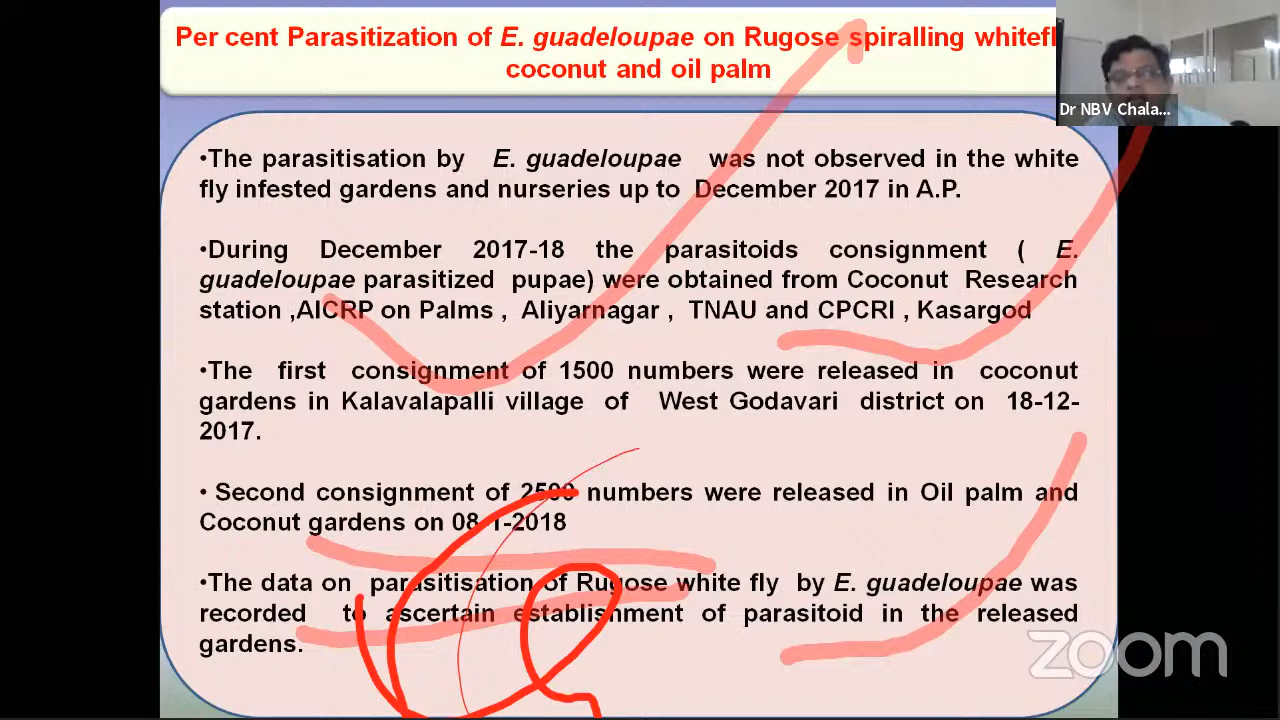 Per cent Parasitization of E. guadeloupae on Rugose spiralling whitefl
coconut and oil palm
Dr NBV Chala...
•The parasitisation by E. guadeloupae was not observed in the white
fly infested gardens and nurseries up to December 2017 in A.P.
•During December 2017-18 the parasitoids consignment ( E.
guadeloupae parasitized pupae) were obtained from Coconut Research
station ,AICRP on Palms , Aliyarnagar , TNAU and CPCRI , Kasargod
•The first consignment of 1500 numbers were released in coconut
gardens in Kalavalapalli village of West Godavari district on 18-12-
2017.
• Second consignment of 2500 numbers were released in Oil palm and
Coconut gardens on 08-1-2018
•The data on parasitisation of Rugose white fly by E. guadeloupae was
recorded to ascertain establishment of parasitoid in the released
gardens.
zoom